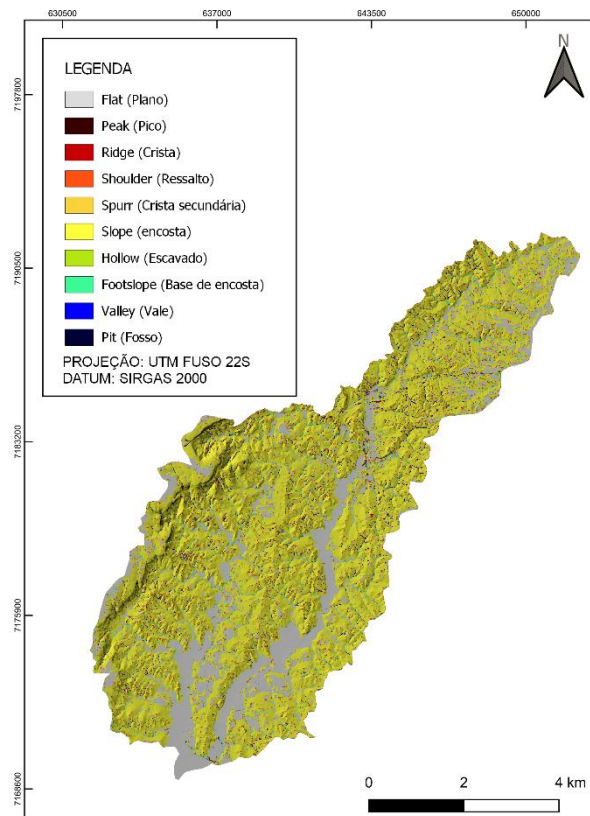 630500 637000 643500 650000
N
7197800
7190500
7183200
7175900
7168600
LEGENDA
Flat (Plano)
Peak (Pico)
Ridge (Crista)
Shoulder (Ressalto)
Spurr (Crista secundária)
Slope (encosta)
Hollow (Escavado)
Footslope (Base de encosta)
Valley (Vale)
Pit (Fosso)
PROJEÇÃO: UTM FUSO 22S
DATUM: SIRGAS 2000
0 2 4 km